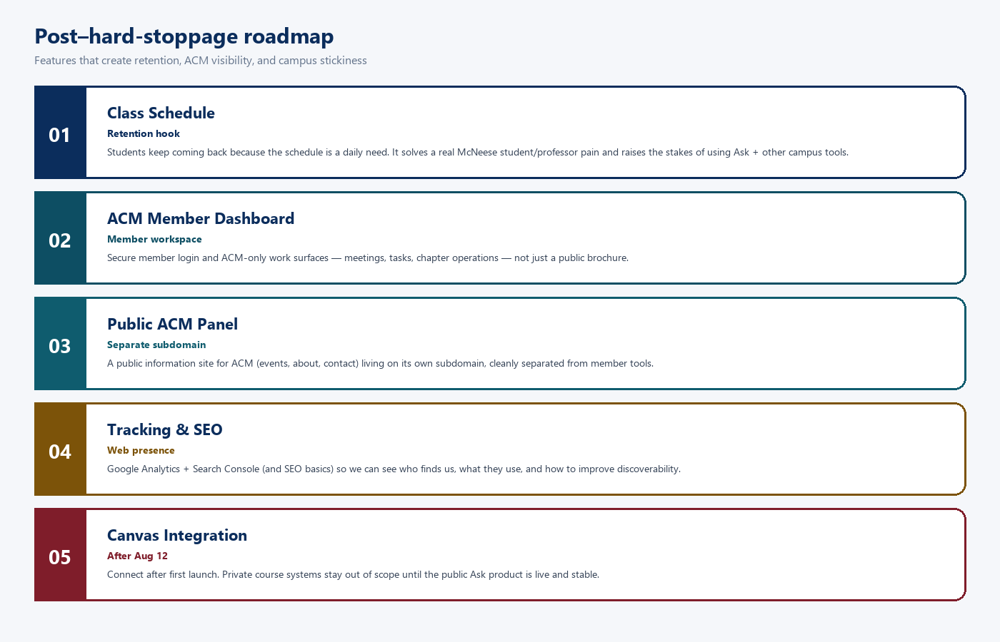 Post–hard-stoppage roadmap
Features that create retention, ACM visibility, and campus stickiness
01
Class Schedule
Retention hook
Students keep coming back because the schedule is a daily need. It solves a real McNeese student/professor pain and raises the stakes of using Ask + other campus tools.
02
ACM Member Dashboard
Member workspace
Secure member login and ACM-only work surfaces — meetings, tasks, chapter operations — not just a public brochure.
03
Public ACM Panel
Separate subdomain
A public information site for ACM (events, about, contact) living on its own subdomain, cleanly separated from member tools.
04
Tracking & SEO
Web presence
Google Analytics + Search Console (and SEO basics) so we can see who finds us, what they use, and how to improve discoverability.
05
Canvas Integration
After Aug 12
Connect after first launch. Private course systems stay out of scope until the public Ask product is live and stable.